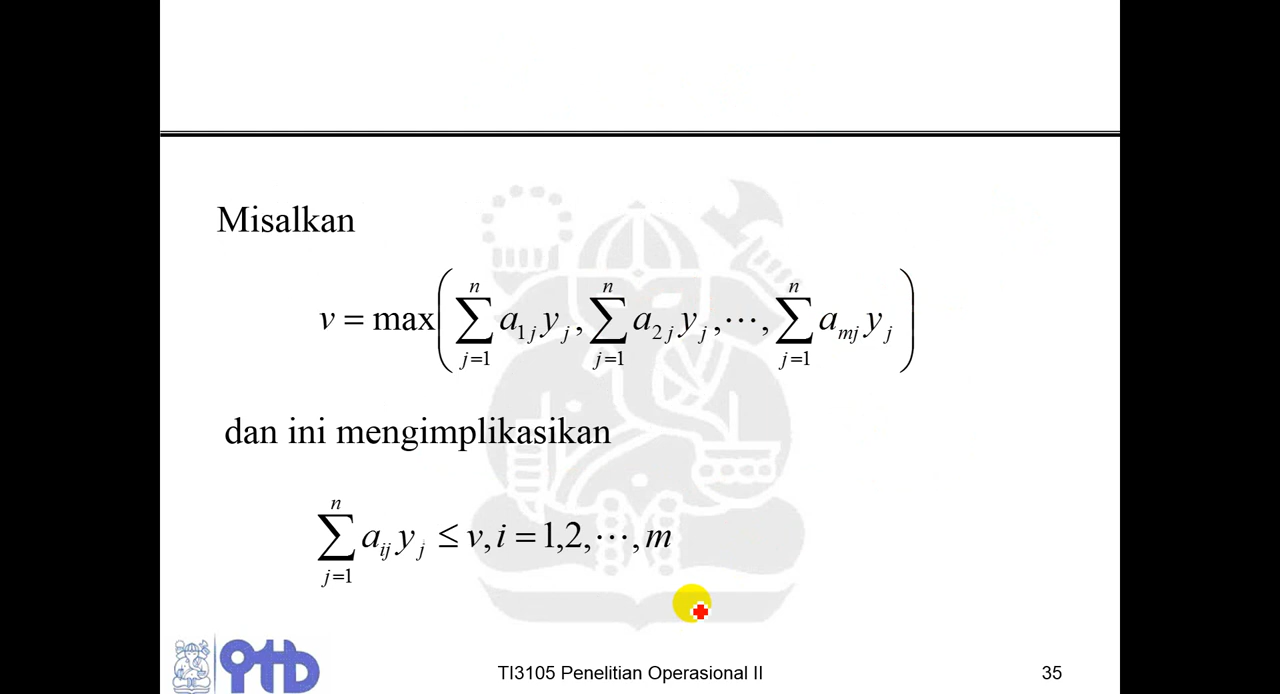 Misalkan
v = max( ∑_{j=1}^{n} a_{1j} y_j , ∑_{j=1}^{n} a_{2j} y_j , ⋯ , ∑_{j=1}^{n} a_{mj} y_j )
dan ini mengimplikasikan
∑_{j=1}^{n} a_{ij} y_j ≤ v, i = 1,2, ⋯ , m
itb
TI3105 Penelitian Operasional II
35